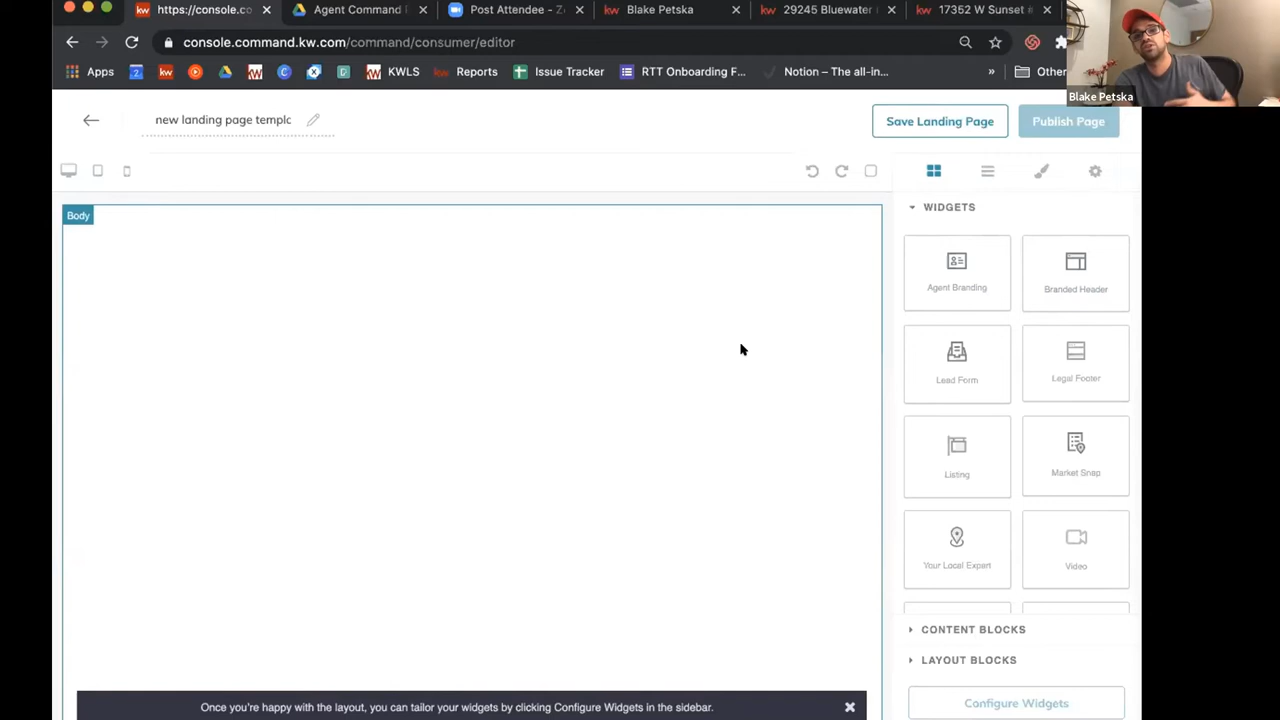 https://console.co
Agent Command
Post Attendee - Z
Blake Petska
29245 Bluewater
17352 W Sunset
console.command.kw.com/command/consumer/editor
Apps
2
kw
kw
C
KWLS
kw
Reports
Issue Tracker
RTT Onboarding F...
Notion – The all-in...
»
Other
Blake Petska
new landing page templc
Save Landing Page
Publish Page
Body
WIDGETS
Agent Branding
Branded Header
Lead Form
Legal Footer
Listing
Market Snap
Your Local Expert
Video
CONTENT BLOCKS
LAYOUT BLOCKS
Configure Widgets
Once you're happy with the layout, you can tailor your widgets by clicking Configure Widgets in the sidebar.